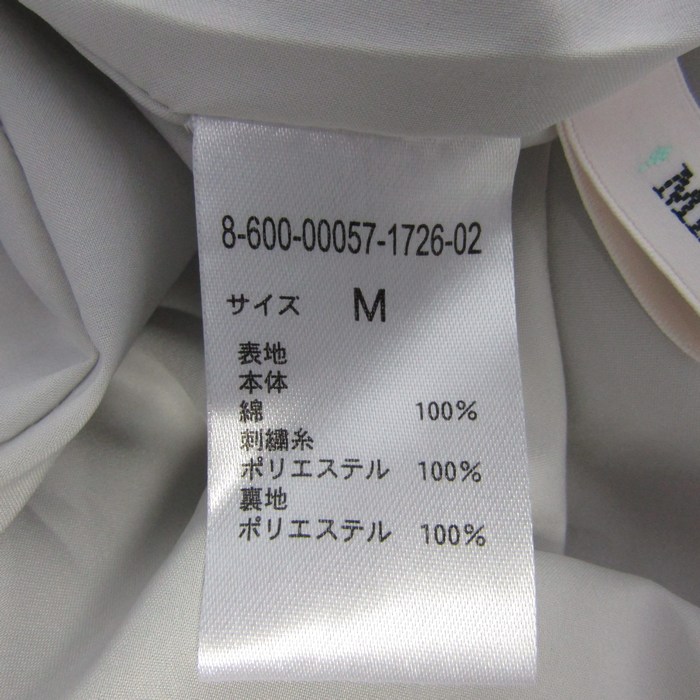 8-600-00057-1726-02
サイズ M
表地
本体
綿 100%
刺繍糸
ポリエステル 100%
裏地
ポリエステル 100%